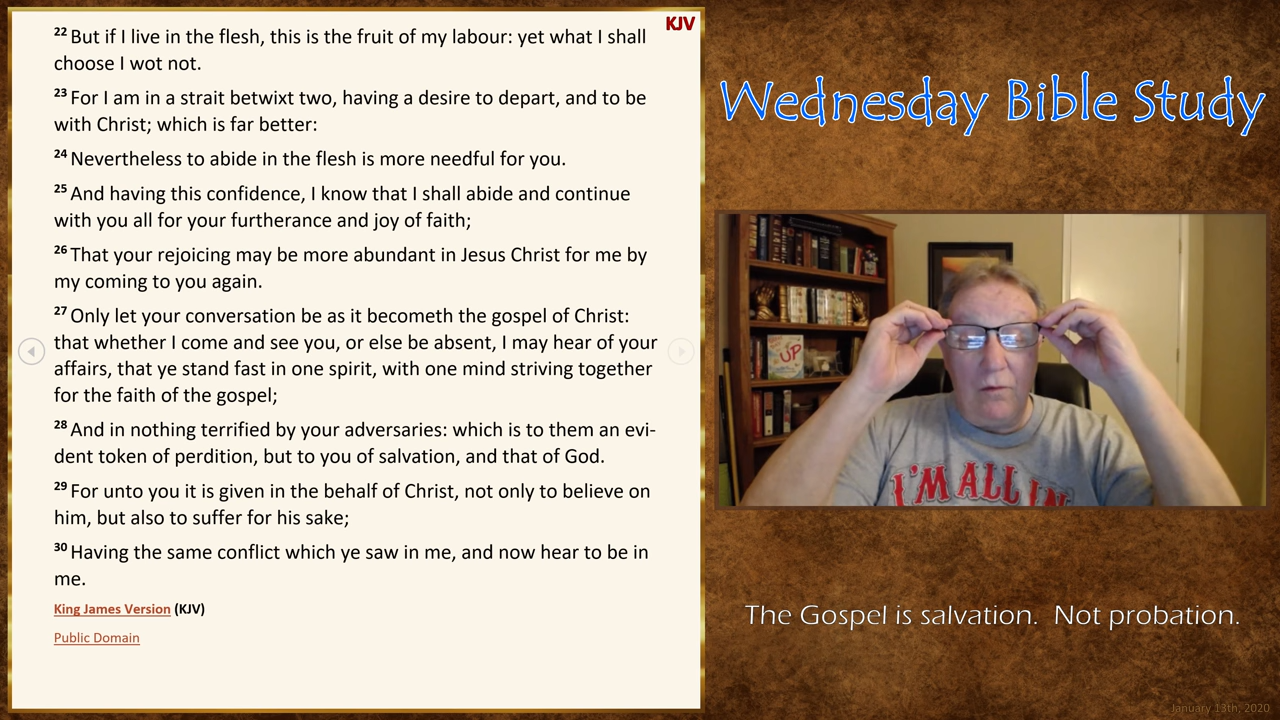 KJV
22 But if I live in the flesh, this is the fruit of my labour: yet what I shall
choose I wot not.
23 For I am in a strait betwixt two, having a desire to depart, and to be
with Christ; which is far better:
24 Nevertheless to abide in the flesh is more needful for you.
25 And having this confidence, I know that I shall abide and continue
with you all for your furtherance and joy of faith;
26 That your rejoicing may be more abundant in Jesus Christ for me by
my coming to you again.
27 Only let your conversation be as it becometh the gospel of Christ:
that whether I come and see you, or else be absent, I may hear of your
affairs, that ye stand fast in one spirit, with one mind striving together
for the faith of the gospel;
28 And in nothing terrified by your adversaries: which is to them an evi-
dent token of perdition, but to you of salvation, and that of God.
29 For unto you it is given in the behalf of Christ, not only to believe on
him, but also to suffer for his sake;
30 Having the same conflict which ye saw in me, and now hear to be in
me.
King James Version (KJV)
Public Domain
Wednesday Bible Study
UP
I'M ALL IN
The Gospel is salvation. Not probation.
January 13th, 2020